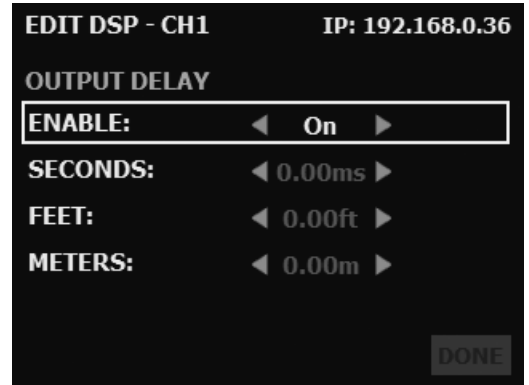 EDIT DSP - CH1 IP: 192.168.0.36
OUTPUT DELAY
ENABLE: ◀ On ▶
SECONDS: ◀ 0.00ms ▶
FEET: ◀ 0.00ft ▶
METERS: ◀ 0.00m ▶
DONE